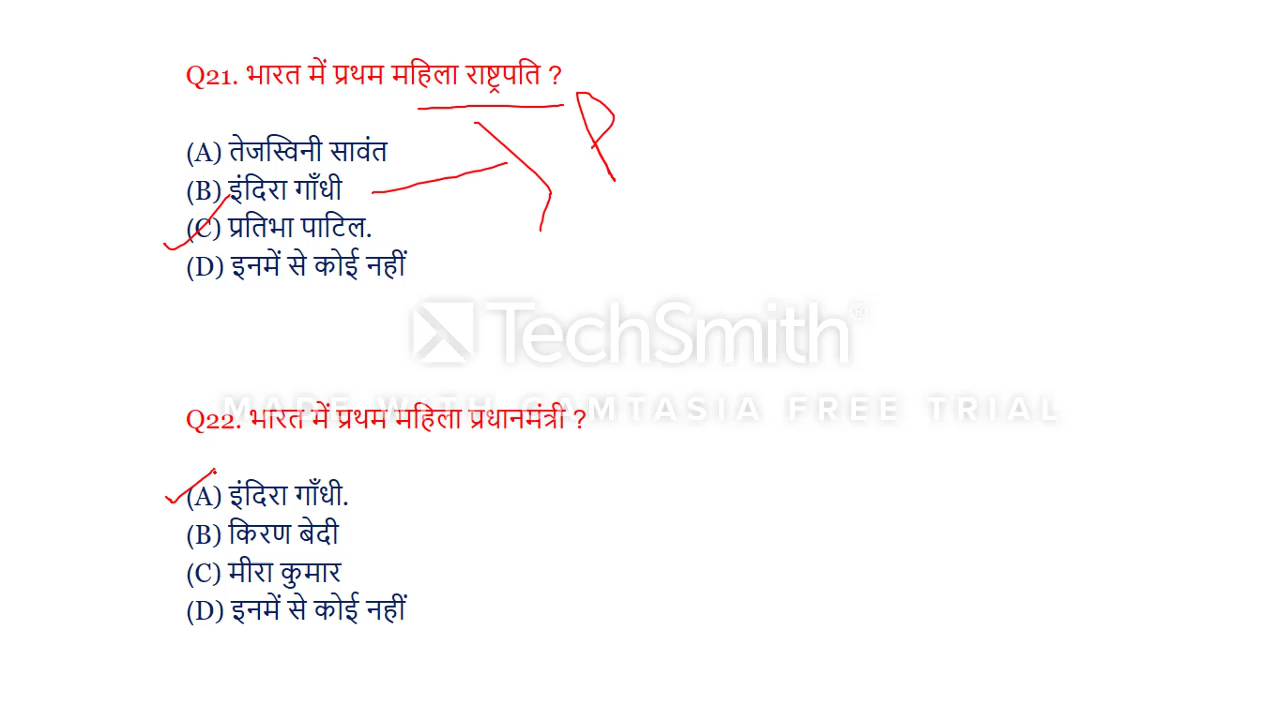 Q21. भारत में प्रथम महिला राष्ट्रपति ?
P
(A) तेजस्विनी सावंत
(B) इंदिरा गाँधी
(C) प्रतिभा पाटिल.
(D) इनमें से कोई नहीं
TechSmith®
MADE WITH CAMTASIA FREE TRIAL
Q22. भारत में प्रथम महिला प्रधानमंत्री ?
(A) इंदिरा गाँधी.
(B) किरण बेदी
(C) मीरा कुमार
(D) इनमें से कोई नहीं